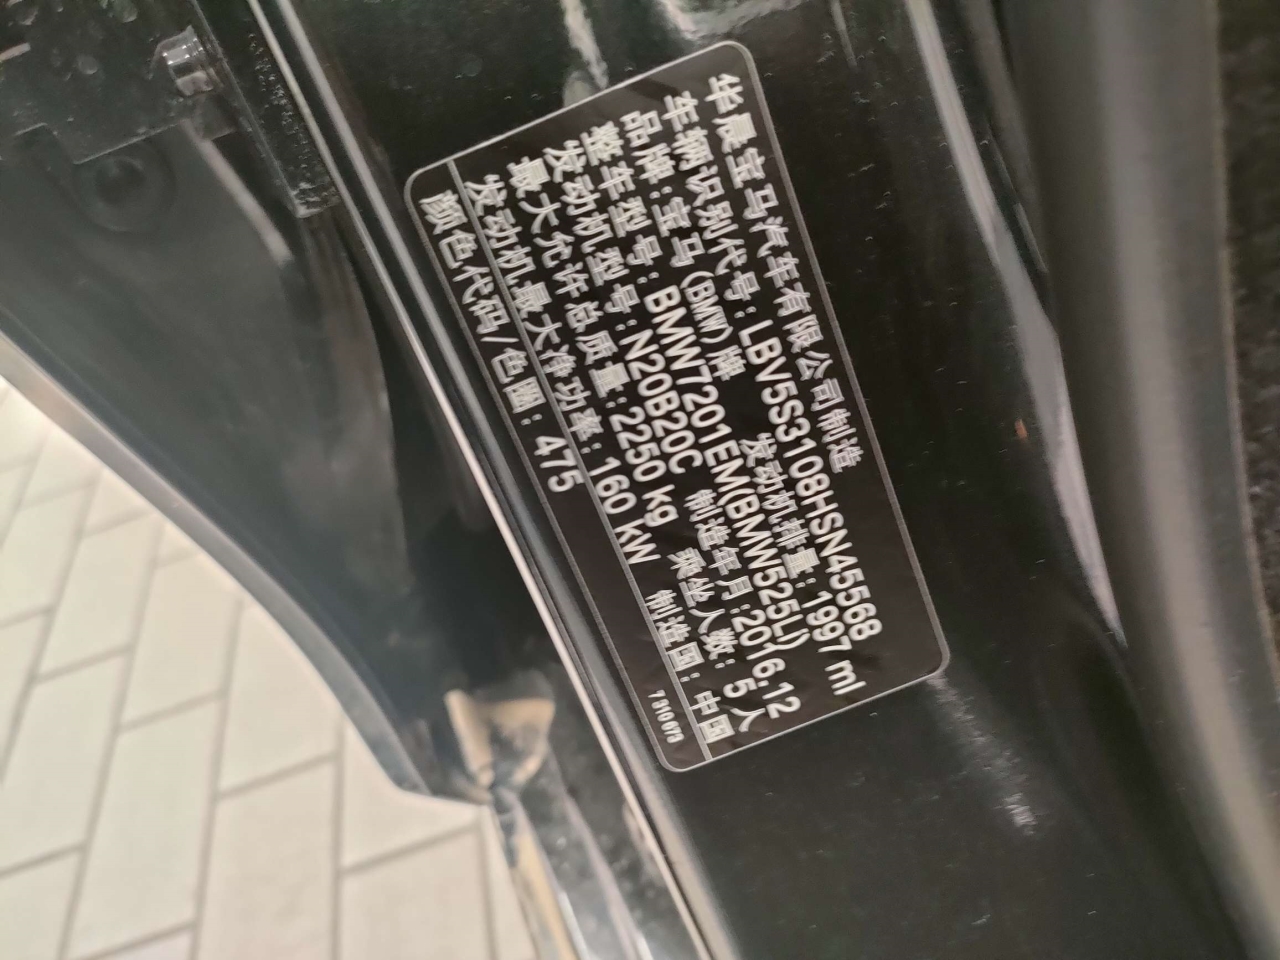 华晨宝马汽车有限公司制造
车辆识别代号:LBV5S3108HSN45568
品牌:宝马(BMW)牌 发动机排量:1997 ml
整车型号:BMW7201EM(BMW525Li)
发动机型号:N20B20C 制造年月:2016.12
最大允许总质量:2250 kg 乘坐人数:5人
发动机最大净功率:160 kW 制造国:中国
颜色代码/色圈:475 7310673